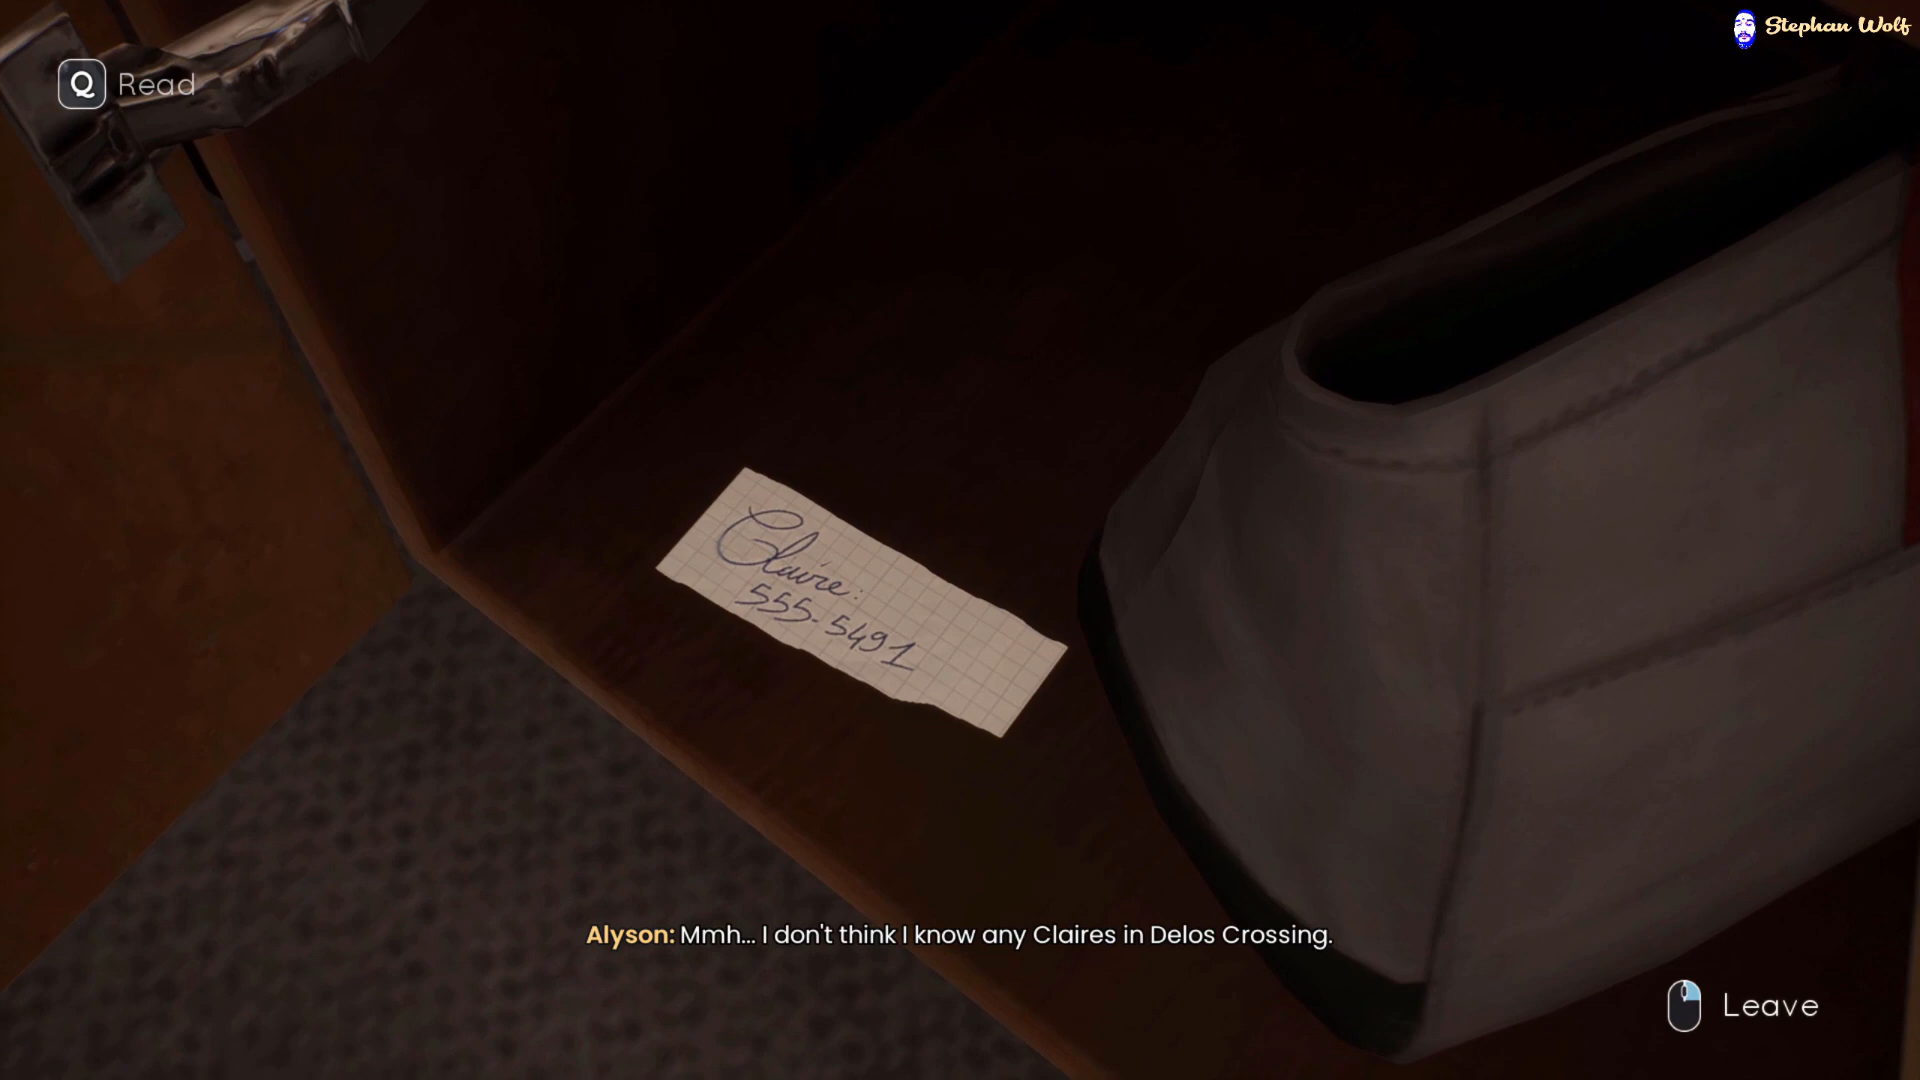 Stephan Wolf
Q Read
Claire:
555-5491
Alyson: Mmh... I don't think I know any Claires in Delos Crossing.
Leave